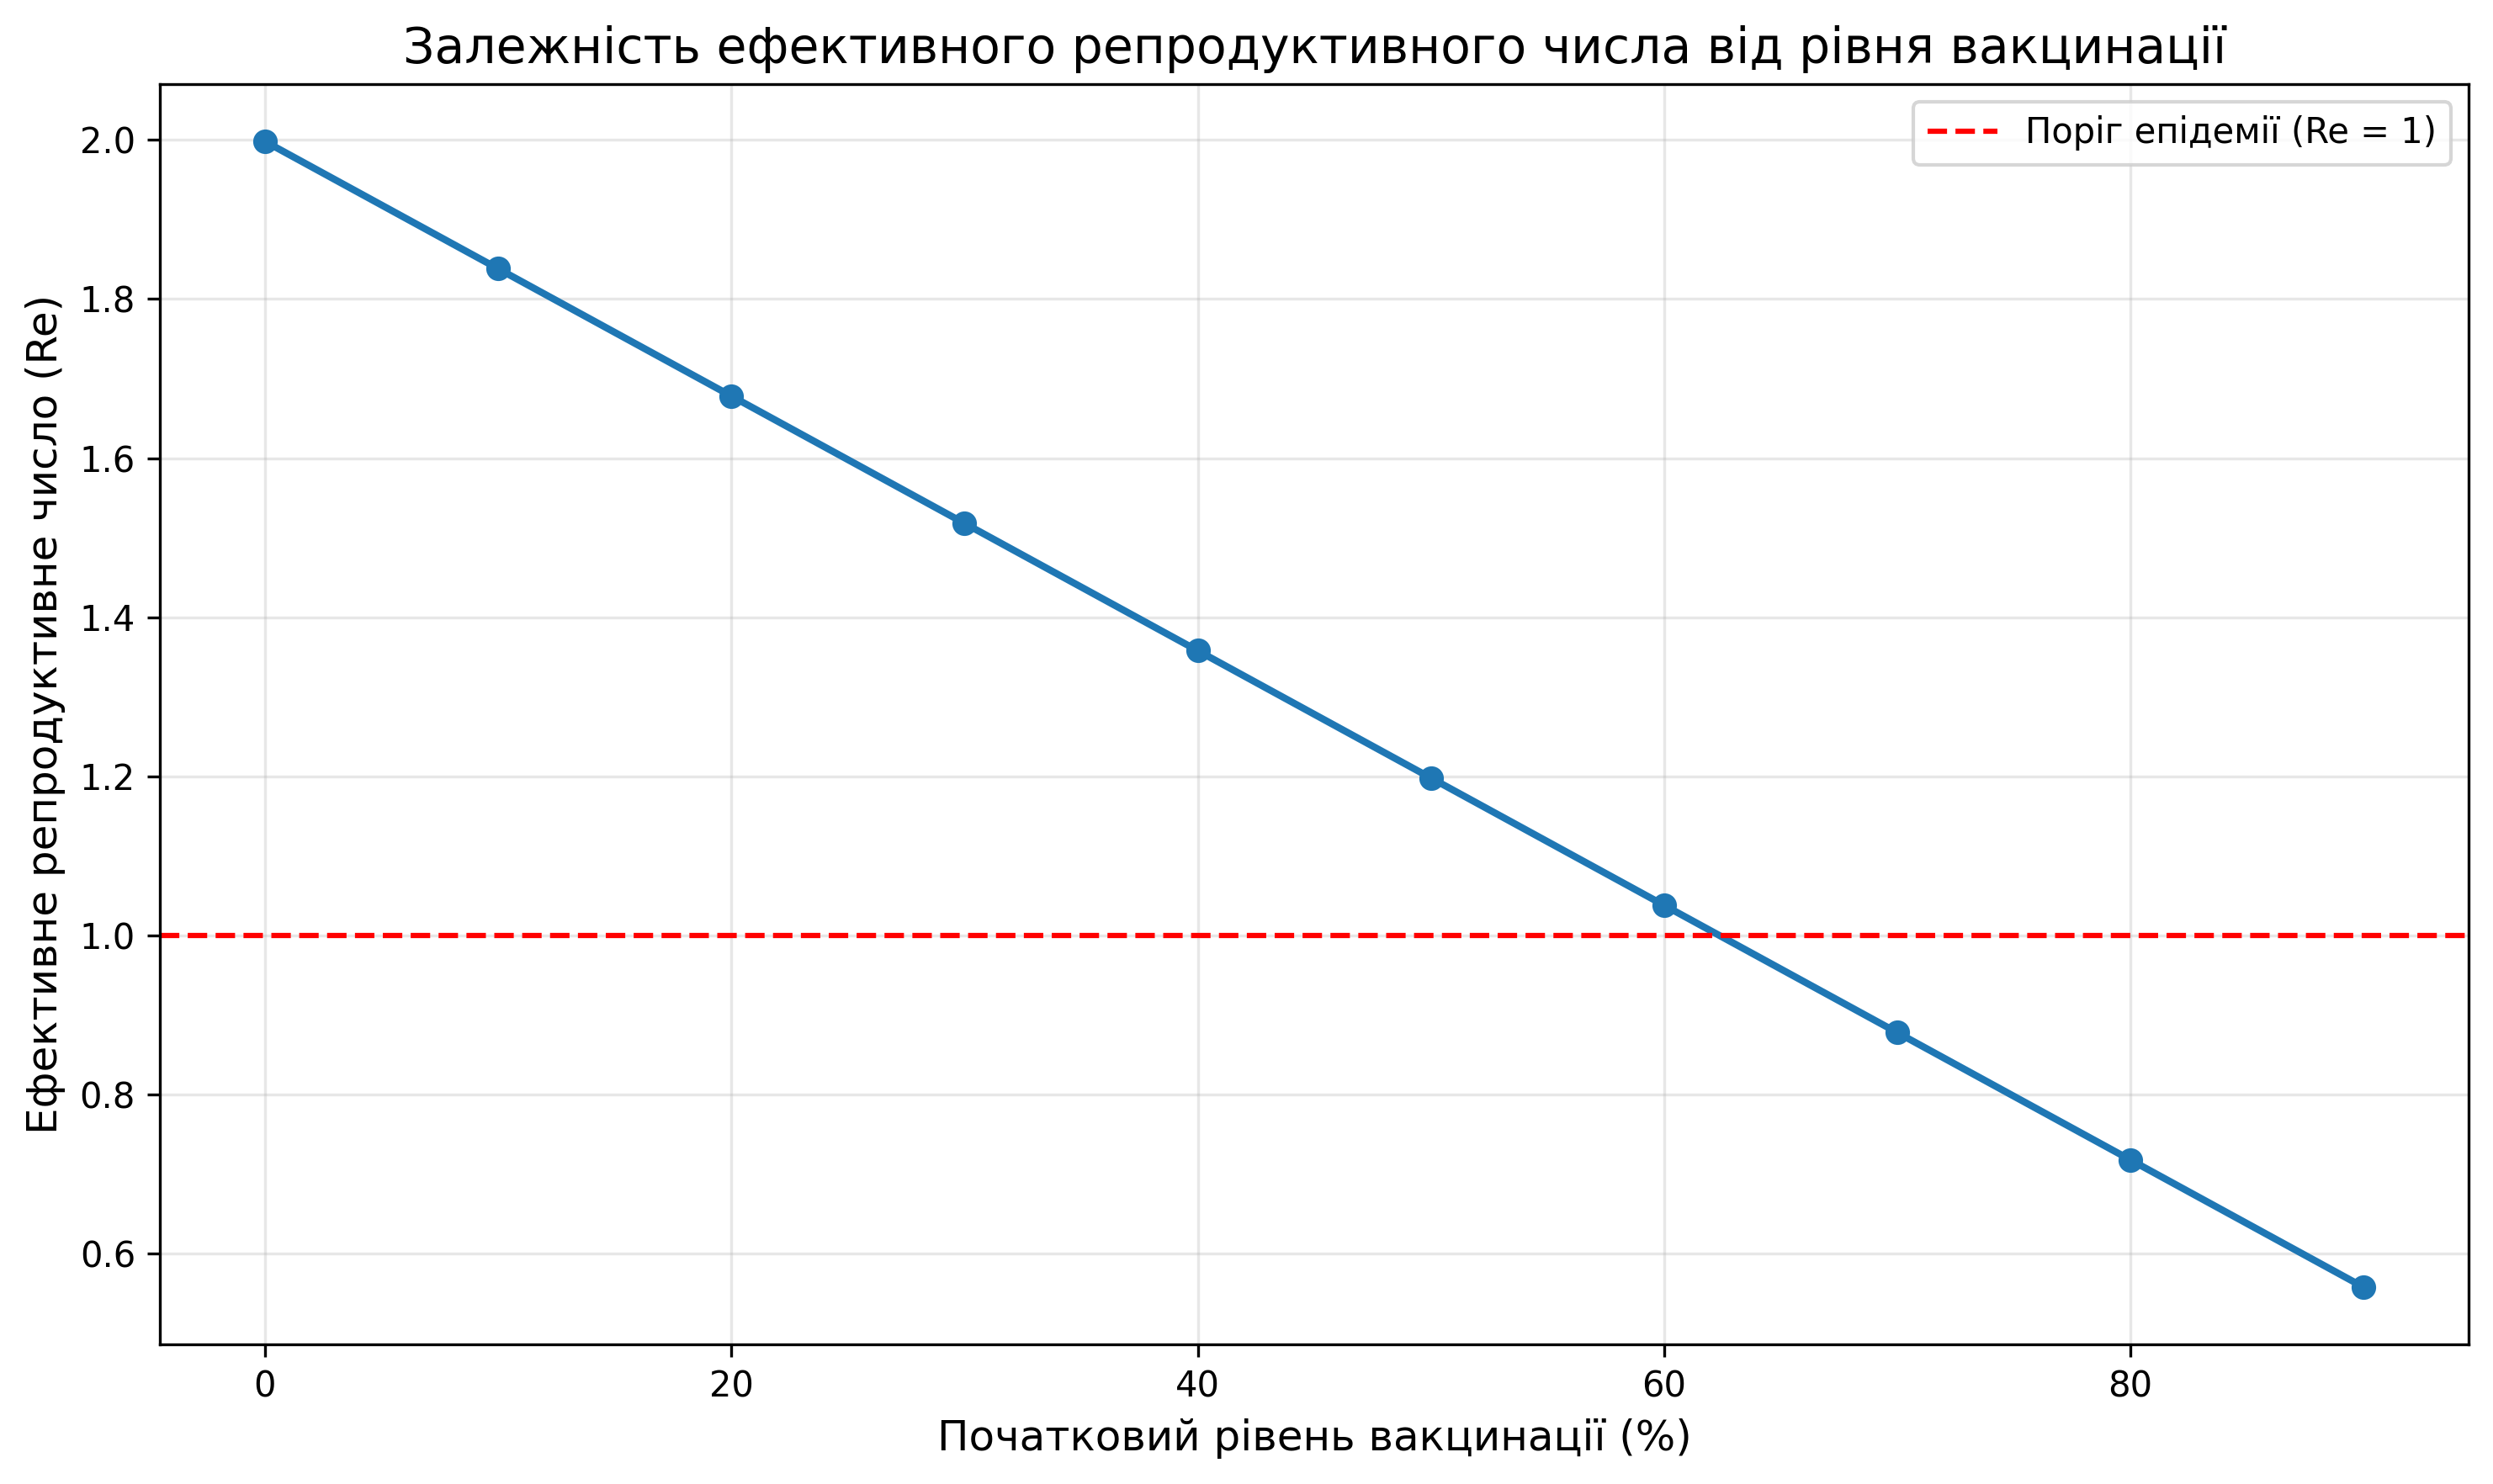 Залежність ефективного репродуктивного числа від рівня вакцинації
Поріг епідемії (Re = 1)
Ефективне репродуктивне число (Re)
2.0
1.8
1.6
1.4
1.2
1.0
0.8
0.6
0 20 40 60 80
Початковий рівень вакцинації (%)